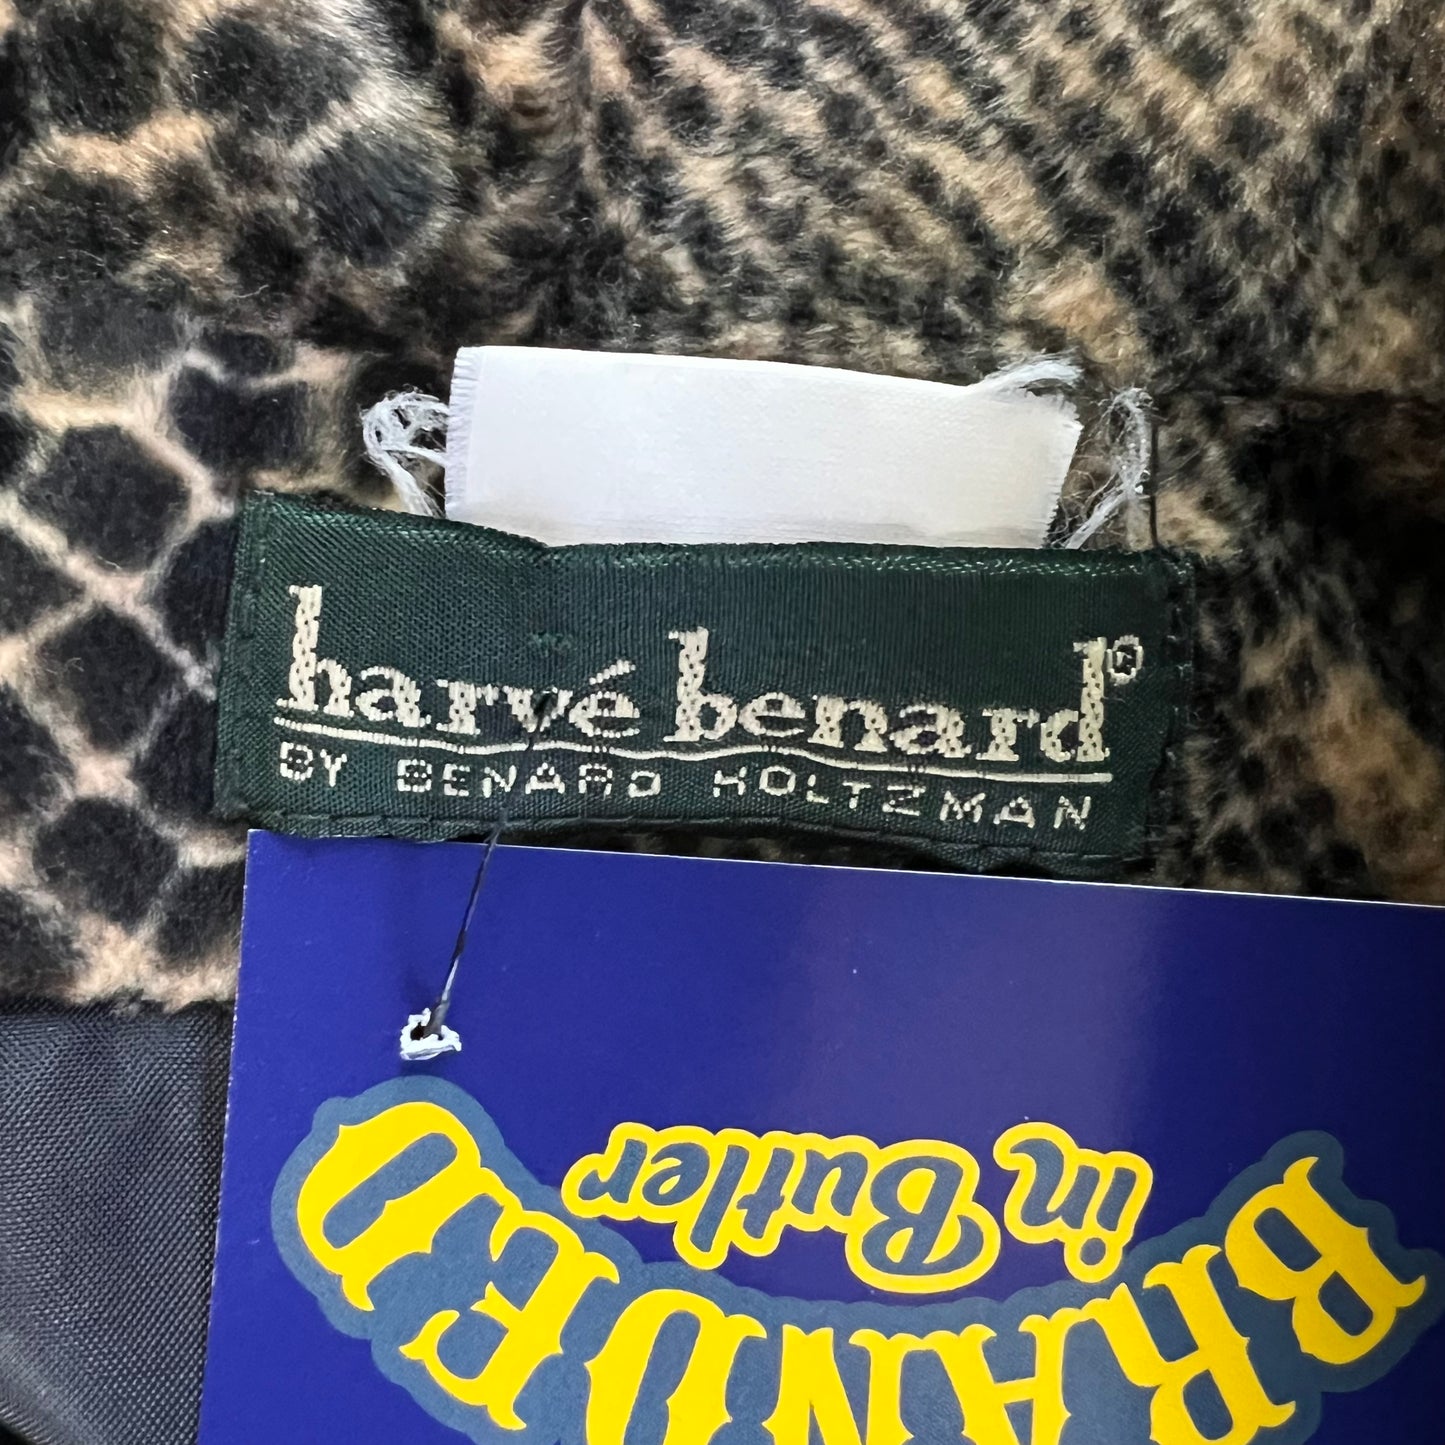 harvé benard®
BY BENARD HOLTZMAN
BRANDED
in Butler